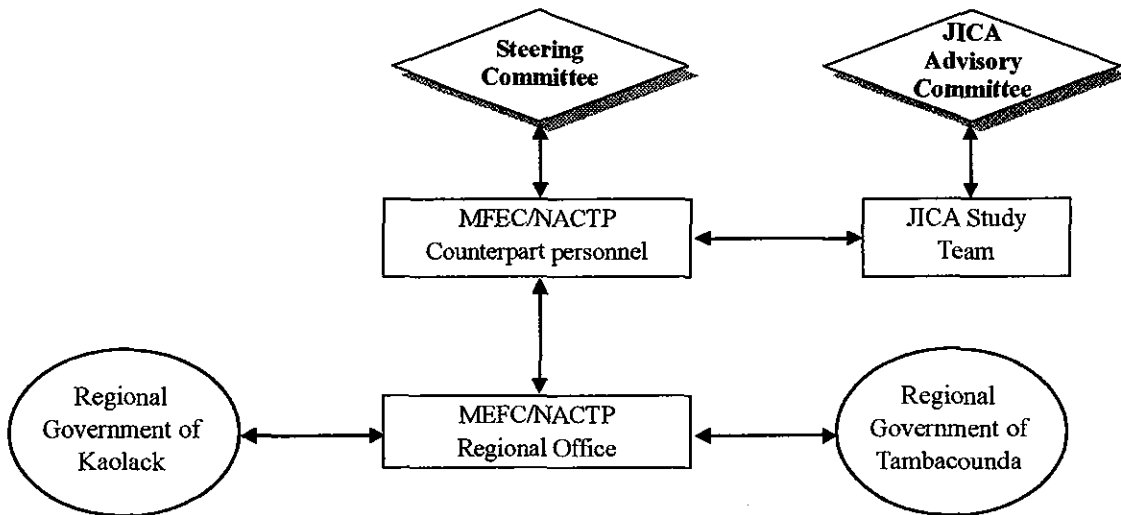 Steering
Committee
JICA
Advisory
Committee
MFEC/NACTP
Counterpart personnel
JICA Study
Team
Regional
Government of
Kaolack
MEFC/NACTP
Regional Office
Regional
Government of
Tambacounda